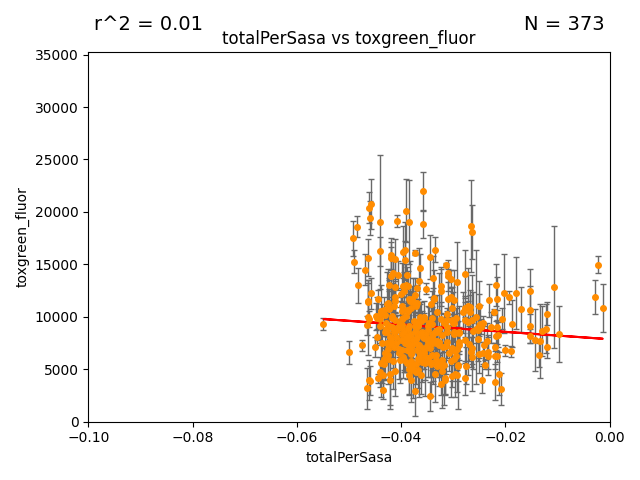 r^2 = 0.01
N = 373
totalPerSasa vs toxgreen_fluor
35000
30000
25000
20000
15000
10000
5000
0
toxgreen_fluor
−0.10
−0.08
−0.06
−0.04
−0.02
0.00
totalPerSasa